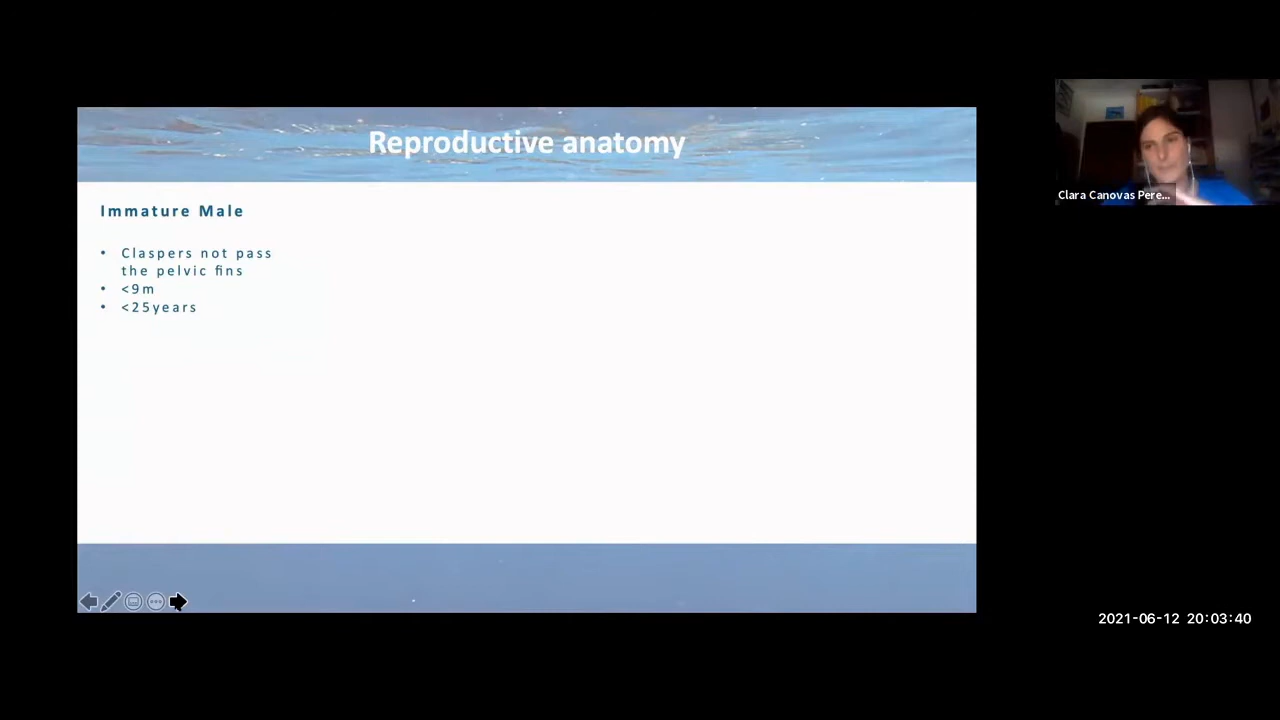 Reproductive anatomy
Immature Male
• Claspers not pass
the pelvic fins
• <9m
• <25years
Clara Canovas Pere...
2021-06-12 20:03:40